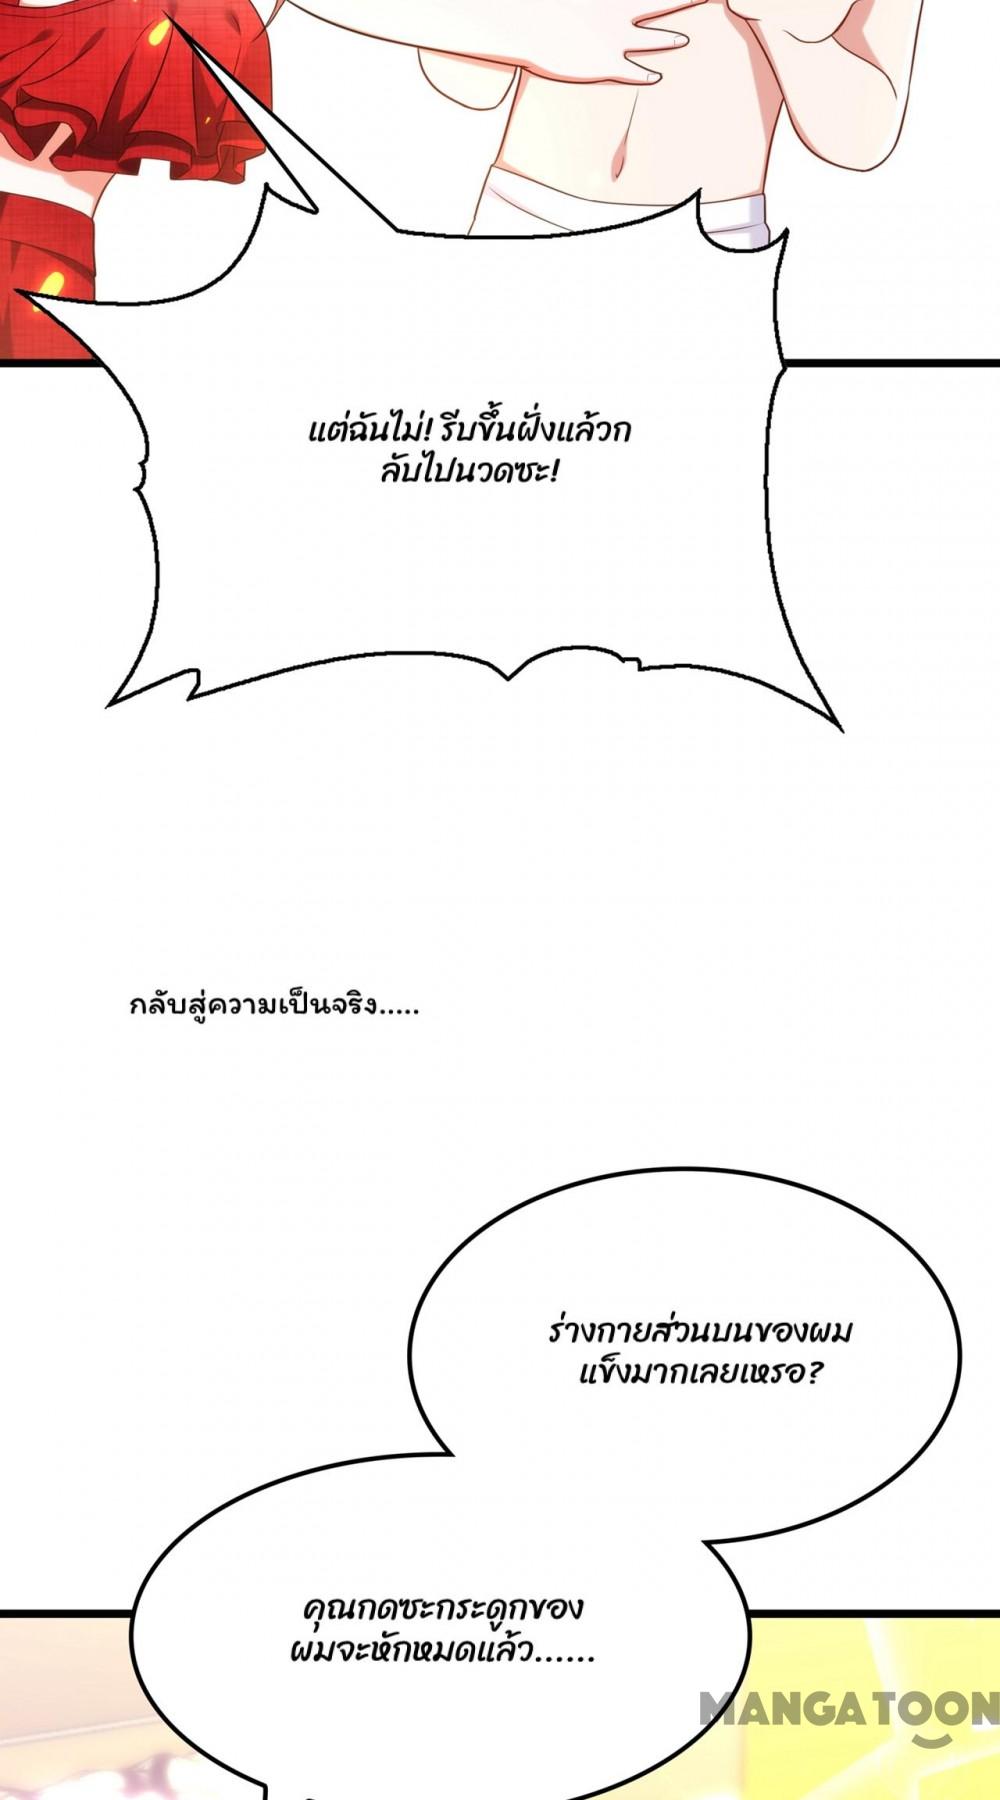 แต่ฉันไม่! รีบขึ้นฝั่งแล้วก
ลับไปนวดซะ!
กลับสู่ความเป็นจริง.....
ร่างกายส่วนบนของผม
แข็งมากเลยเหรอ?
คุณกดซะกระดูกของ
ผมจะหักหมดแล้ว......
MANGATOON